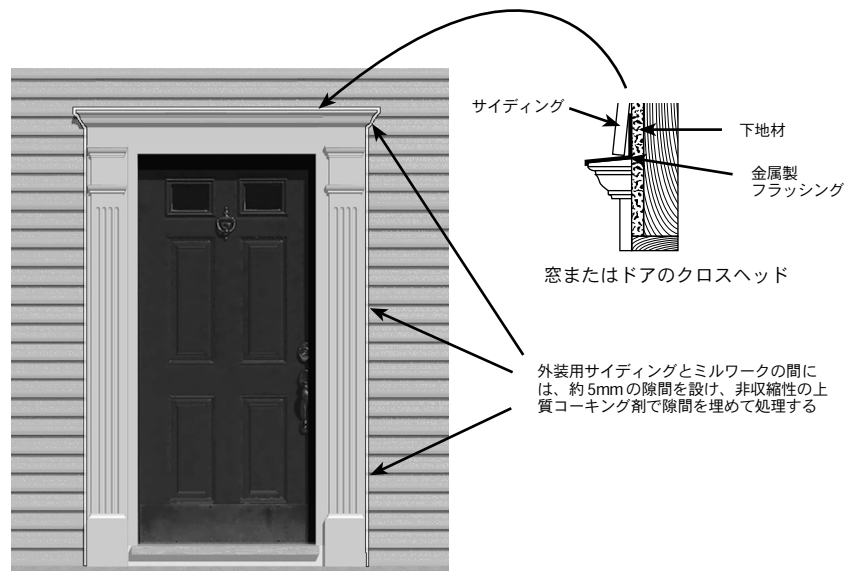 サイディング
下地材
金属製
フラッシング
窓またはドアのクロスヘッド
外装用サイディングとミルワークの間に
は、約5mmの隙間を設け、非収縮性の上
質コーキング剤で隙間を埋めて処理する